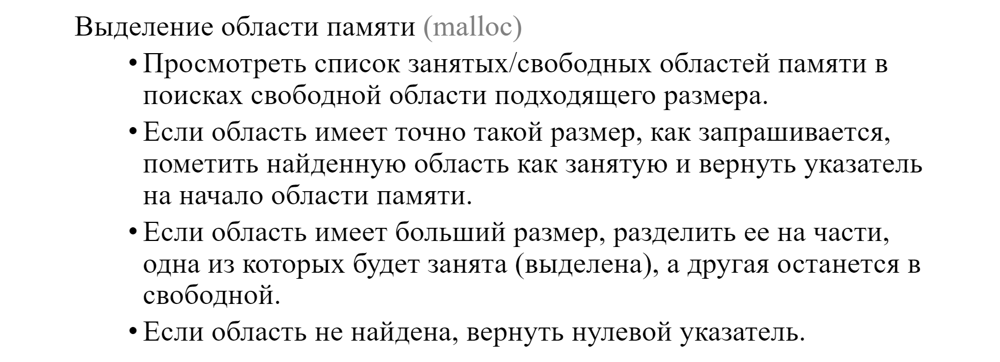 Выделение области памяти (malloc)
• Просмотреть список занятых/свободных областей памяти в
поисках свободной области подходящего размера.
• Если область имеет точно такой размер, как запрашивается,
пометить найденную область как занятую и вернуть указатель
на начало области памяти.
• Если область имеет больший размер, разделить ее на части,
одна из которых будет занята (выделена), а другая останется в
свободной.
• Если область не найдена, вернуть нулевой указатель.